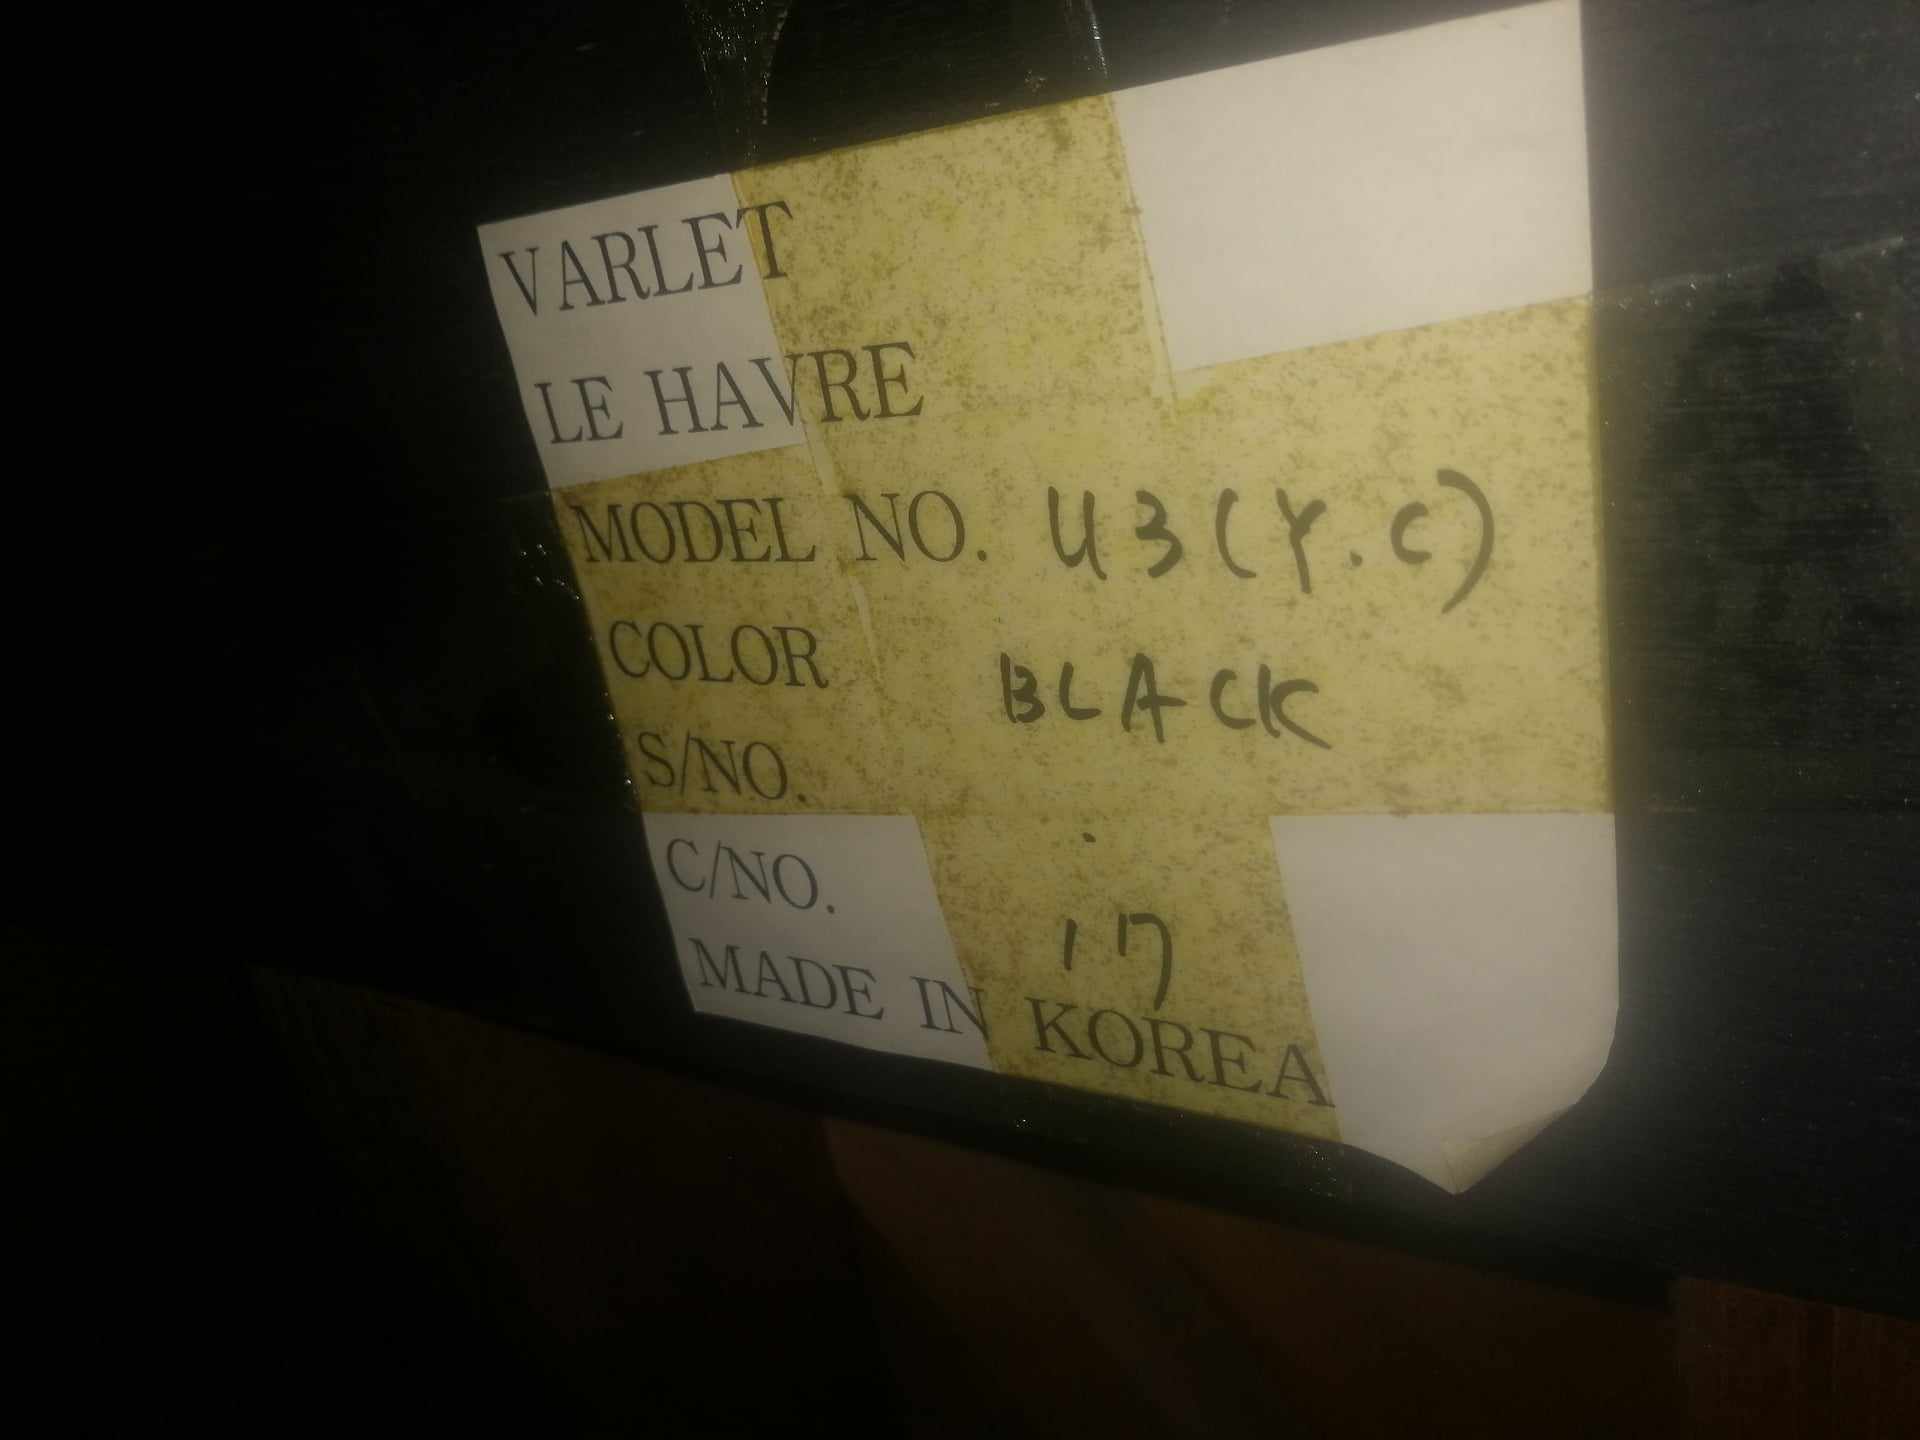 VARLET
LE HAVRE
MODEL NO. U3(Y.C)
COLOR BLACK
S/NO.
C/NO. 17
MADE IN KOREA